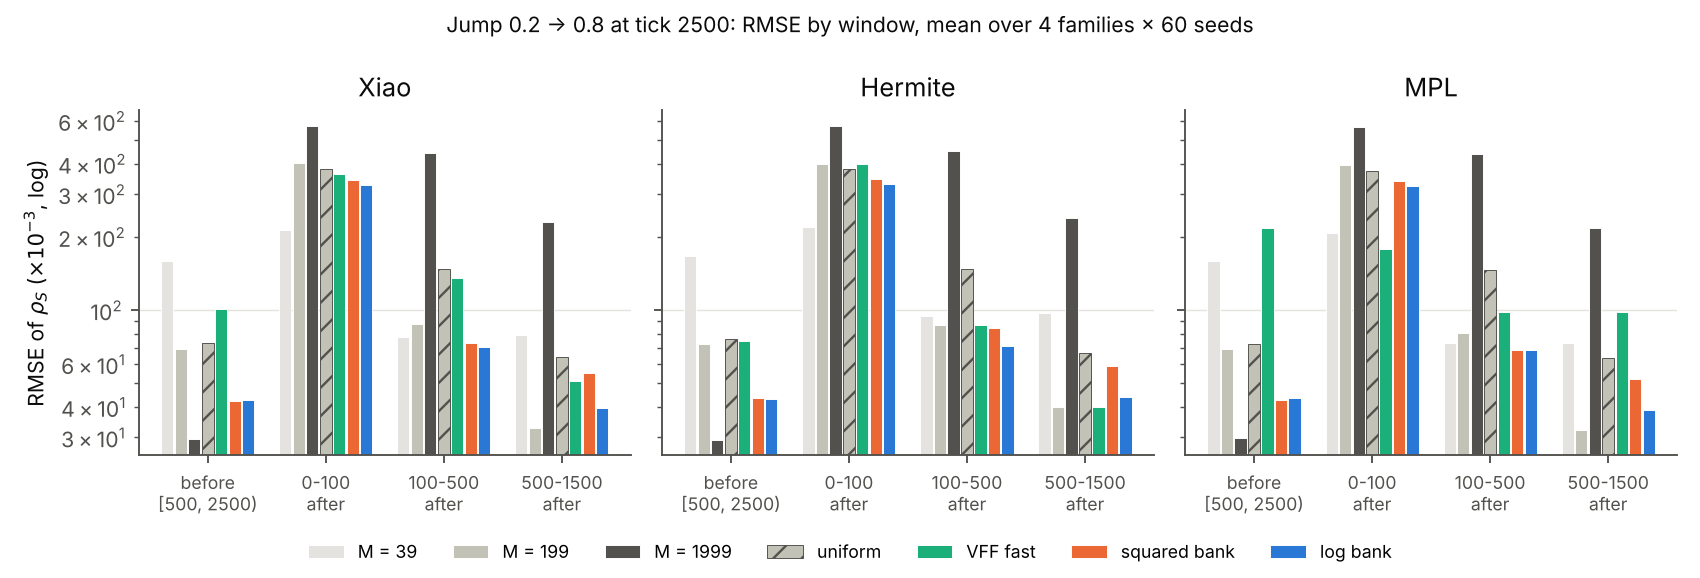 Jump 0.2 → 0.8 at tick 2500: RMSE by window, mean over 4 families × 60 seeds
Xiao
Hermite
MPL
RMSE of ρ_S (×10⁻³, log)
6 × 10²
4 × 10²
3 × 10²
2 × 10²
10²
6 × 10¹
4 × 10¹
3 × 10¹
before
[500, 2500)
0-100
after
100-500
after
500-1500
after
before
[500, 2500)
0-100
after
100-500
after
500-1500
after
before
[500, 2500)
0-100
after
100-500
after
500-1500
after
M = 39
M = 199
M = 1999
uniform
VFF fast
squared bank
log bank